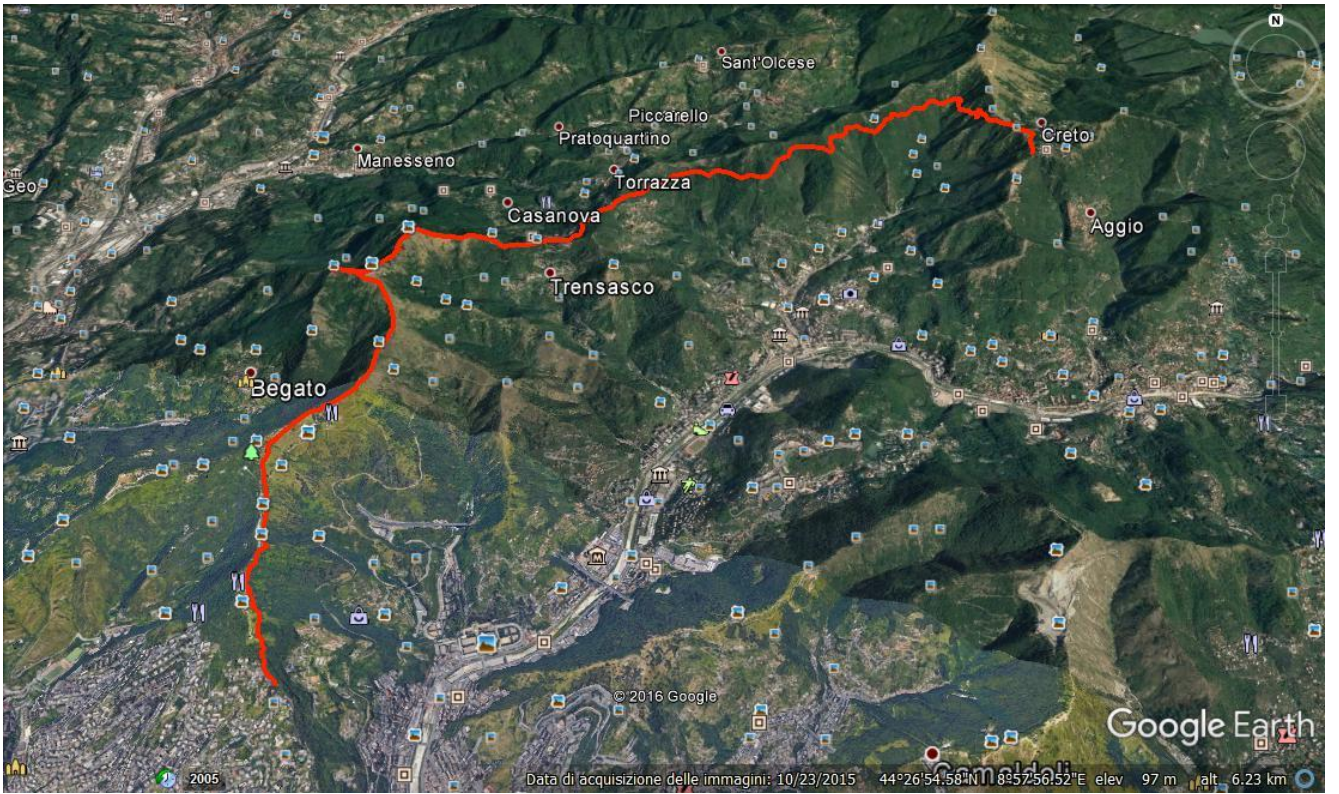 Sant'Olcese
Piccarello
Pratoquartino
Creto
Manesseno
Torrazza
Geo
Casanova
Aggio
Trensasco
Begato
© 2016 Google
Google Earth
Camaldoli
2005
Data di acquisizione delle immagini: 10/23/2015 44°26'54.58"N 8°57'56.52"E elev 97 m alt 6.23 km
N